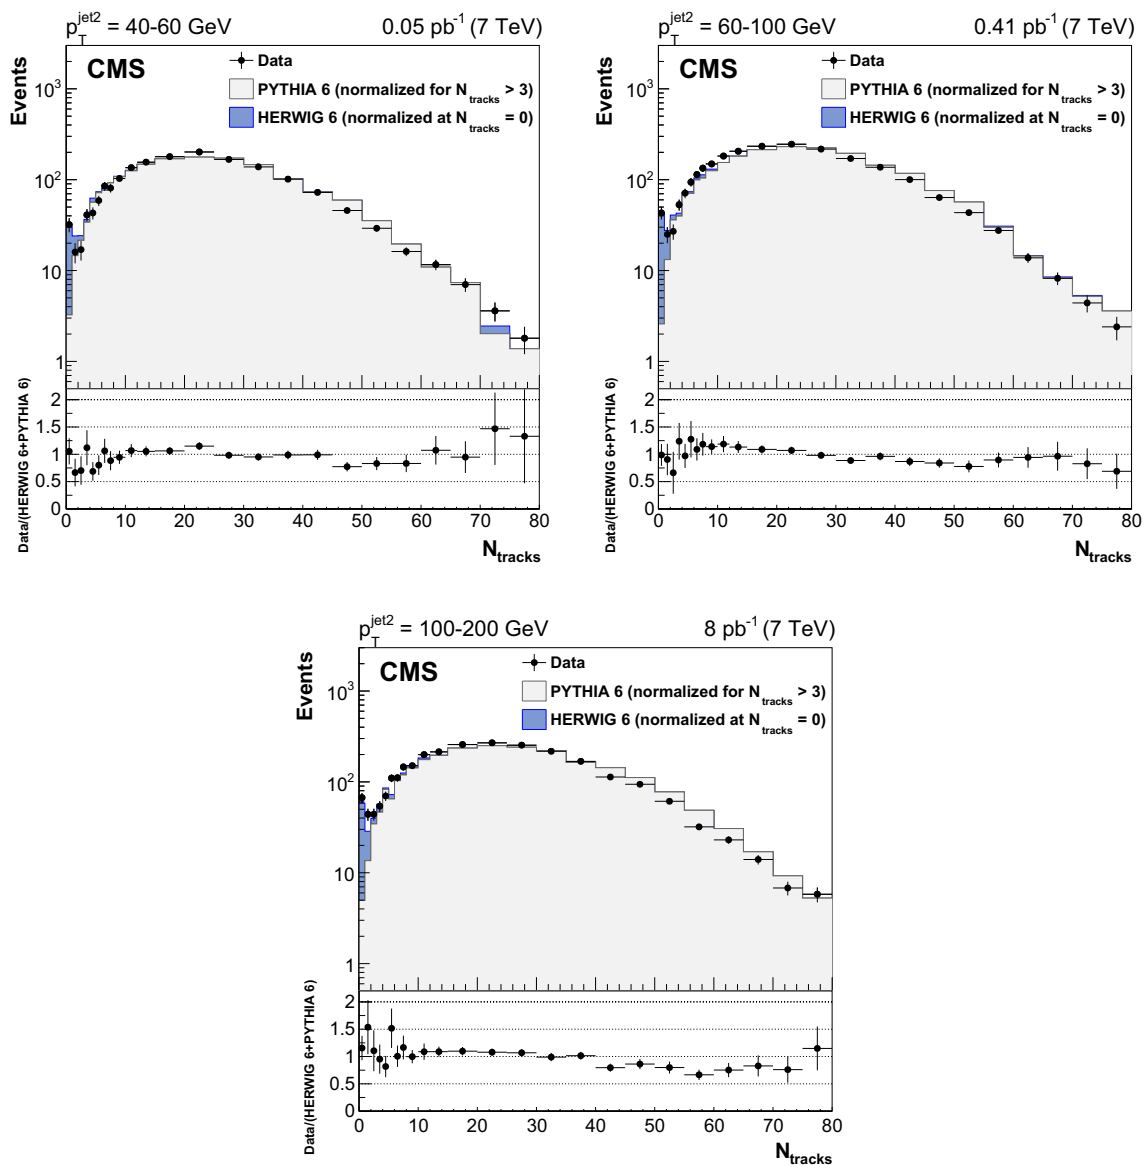 p_T^jet2 = 40-60 GeV 0.05 pb^-1 (7 TeV)
CMS
Data
PYTHIA 6 (normalized for N_tracks > 3)
HERWIG 6 (normalized at N_tracks = 0)
Events
10^3
10^2
10
1
Data/(HERWIG 6+PYTHIA 6)
2
1.5
1
0.5
0
0 10 20 30 40 50 60 70 80
N_tracks
p_T^jet2 = 60-100 GeV 0.41 pb^-1 (7 TeV)
CMS
Data
PYTHIA 6 (normalized for N_tracks > 3)
HERWIG 6 (normalized at N_tracks = 0)
Events
10^3
10^2
10
1
Data/(HERWIG 6+PYTHIA 6)
2
1.5
1
0.5
0
0 10 20 30 40 50 60 70 80
N_tracks
p_T^jet2 = 100-200 GeV 8 pb^-1 (7 TeV)
CMS
Data
PYTHIA 6 (normalized for N_tracks > 3)
HERWIG 6 (normalized at N_tracks = 0)
Events
10^3
10^2
10
1
Data/(HERWIG 6+PYTHIA 6)
2
1.5
1
0.5
0
0 10 20 30 40 50 60 70 80
N_tracks